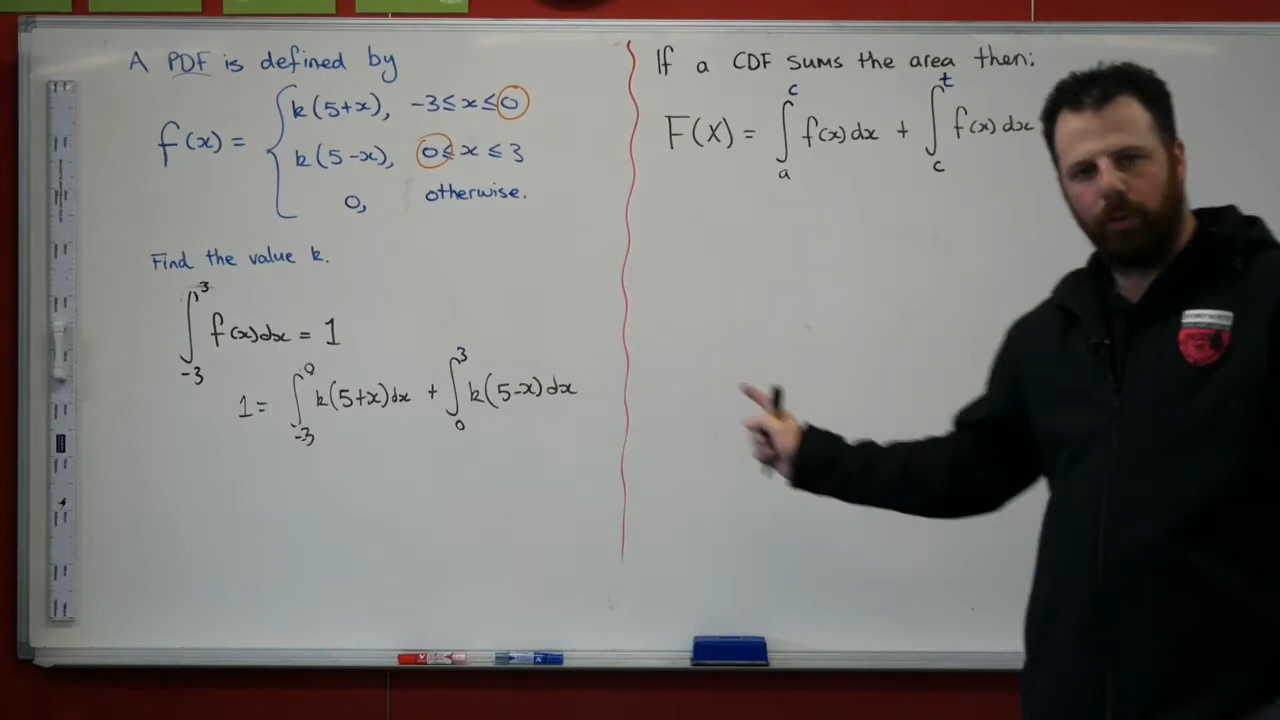 A PDF is defined by
f(x) = { k(5+x), -3 ≤ x ≤ 0
k(5-x), 0 ≤ x ≤ 3
0, otherwise.
Find the value k.
∫_{-3}^{3} f(x)dx = 1
1 = ∫_{-3}^{0} k(5+x)dx + ∫_{0}^{3} k(5-x)dx
If a CDF sums the area then:
F(X) = ∫_{a}^{c} f(x)dx + ∫_{c}^{t} f(x)dx